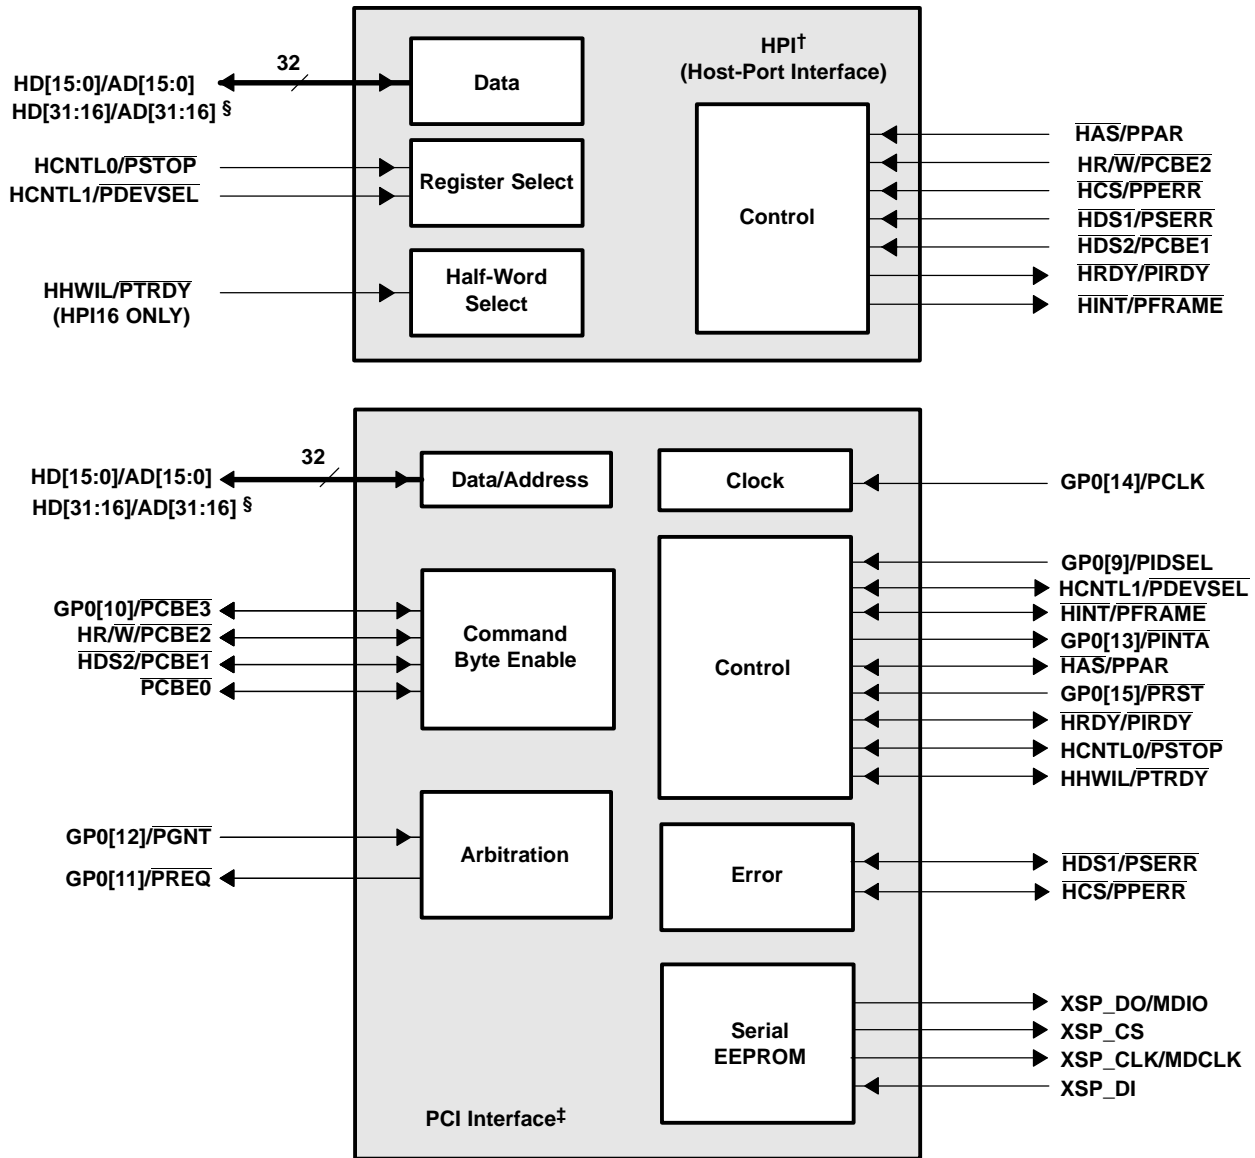 HPI†
(Host-Port Interface)
32
HD[15:0]/AD[15:0]
HD[31:16]/AD[31:16] §
Data
HCNTL0/PSTOP
HCNTL1/PDEVSEL
Register Select
HHWIL/PTRDY
(HPI16 ONLY)
Half-Word
Select
Control
HAS/PPAR
HR/W/PCBE2
HCS/PPERR
HDS1/PSERR
HDS2/PCBE1
HRDY/PIRDY
HINT/PFRAME
32
HD[15:0]/AD[15:0]
HD[31:16]/AD[31:16] §
Data/Address
Clock
GP0[14]/PCLK
GP0[10]/PCBE3
HR/W/PCBE2
HDS2/PCBE1
PCBE0
Command
Byte Enable
Control
GP0[9]/PIDSEL
HCNTL1/PDEVSEL
HINT/PFRAME
GP0[13]/PINTA
HAS/PPAR
GP0[15]/PRST
HRDY/PIRDY
HCNTL0/PSTOP
HHWIL/PTRDY
GP0[12]/PGNT
GP0[11]/PREQ
Arbitration
Error
HDS1/PSERR
HCS/PPERR
Serial
EEPROM
XSP_DO/MDIO
XSP_CS
XSP_CLK/MDCLK
XSP_DI
PCI Interface‡